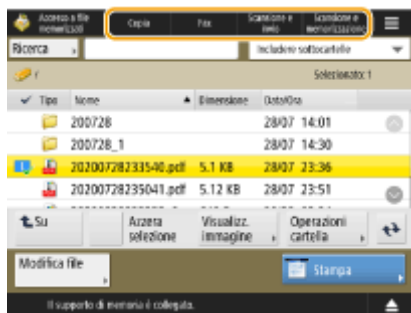 Accesso a file memorizzati
Copia
Fax
Scansione e invio
Scansione e memorizzazione
Ricerca
Includere sottocartelle
/
Selezionato: 1
Tipo Nome Dimensione Data/Ora
200728 28/07 14:01
200728_1 28/07 14:30
20200728233540.pdf 5.1 KB 28/07 23:36
20200728235041.pdf 5.12 KB 28/07 23:51
Su
Azzera selezione
Visualizz. immagine
Operazioni cartella
Modifica file
Stampa
Il supporto di memoria è collegato.